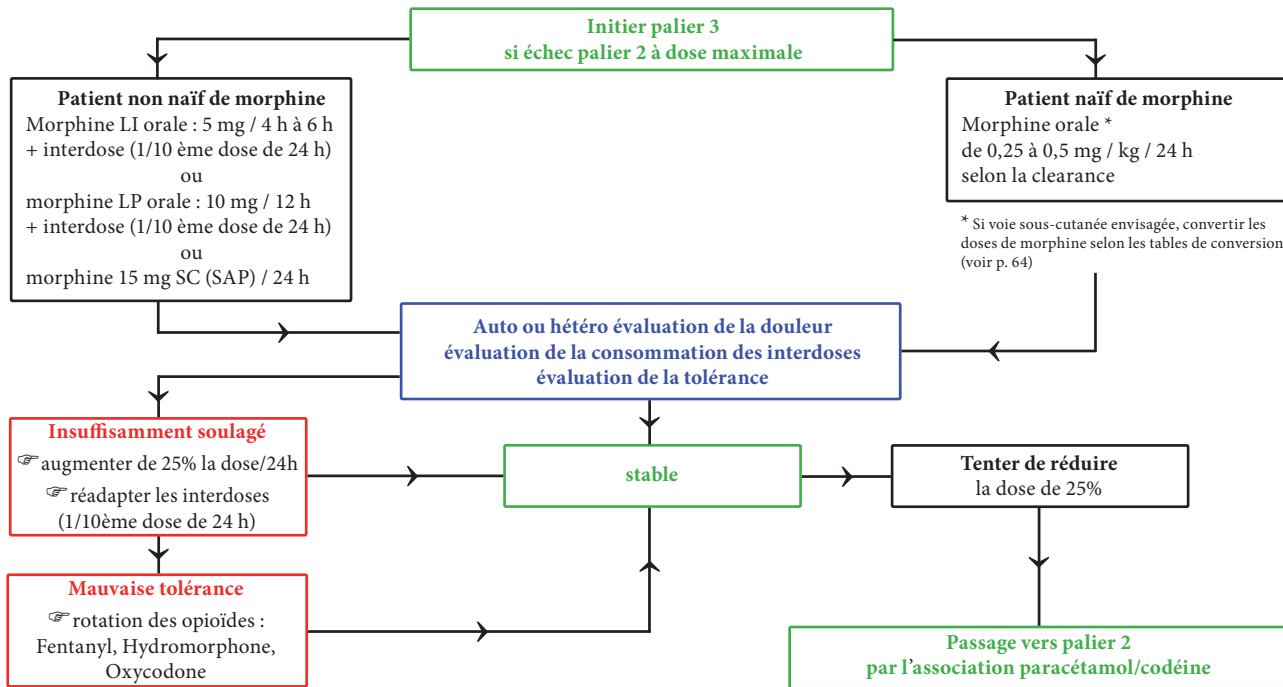 Initier palier 3
si échec palier 2 à dose maximale
Patient non naïf de morphine
Morphine LI orale : 5 mg / 4 h à 6 h
+ interdose (1/10 ème dose de 24 h)
ou
morphine LP orale : 10 mg / 12 h
+ interdose (1/10 ème dose de 24 h)
ou
morphine 15 mg SC (SAP) / 24 h
Patient naïf de morphine
Morphine orale *
de 0,25 à 0,5 mg / kg / 24 h
selon la clearance
* Si voie sous-cutanée envisagée, convertir les
doses de morphine selon les tables de conversion
(voir p. 64)
Auto ou hétéro évaluation de la douleur
évaluation de la consommation des interdoses
évaluation de la tolérance
Insuffisamment soulagé
☞ augmenter de 25% la dose/24h
☞ réadapter les interdoses
(1/10ème dose de 24 h)
stable
Tenter de réduire
la dose de 25%
Mauvaise tolérance
☞ rotation des opioïdes :
Fentanyl, Hydromorphone,
Oxycodone
Passage vers palier 2
par l'association paracétamol/codéine